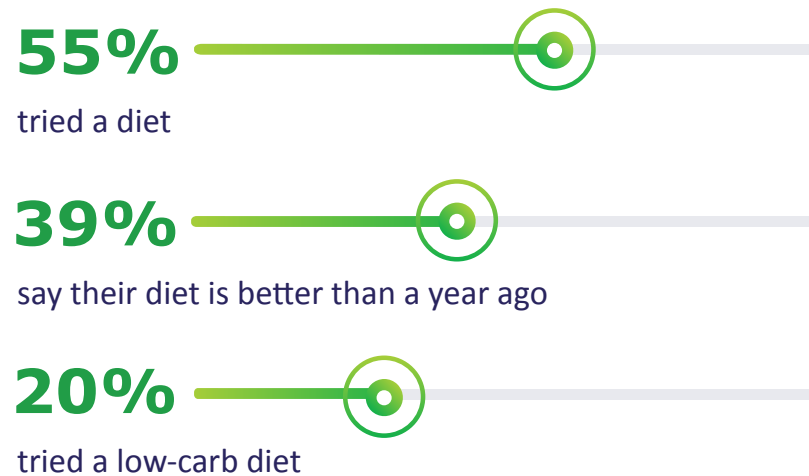 55%
tried a diet
39%
say their diet is better than a year ago
20%
tried a low-carb diet